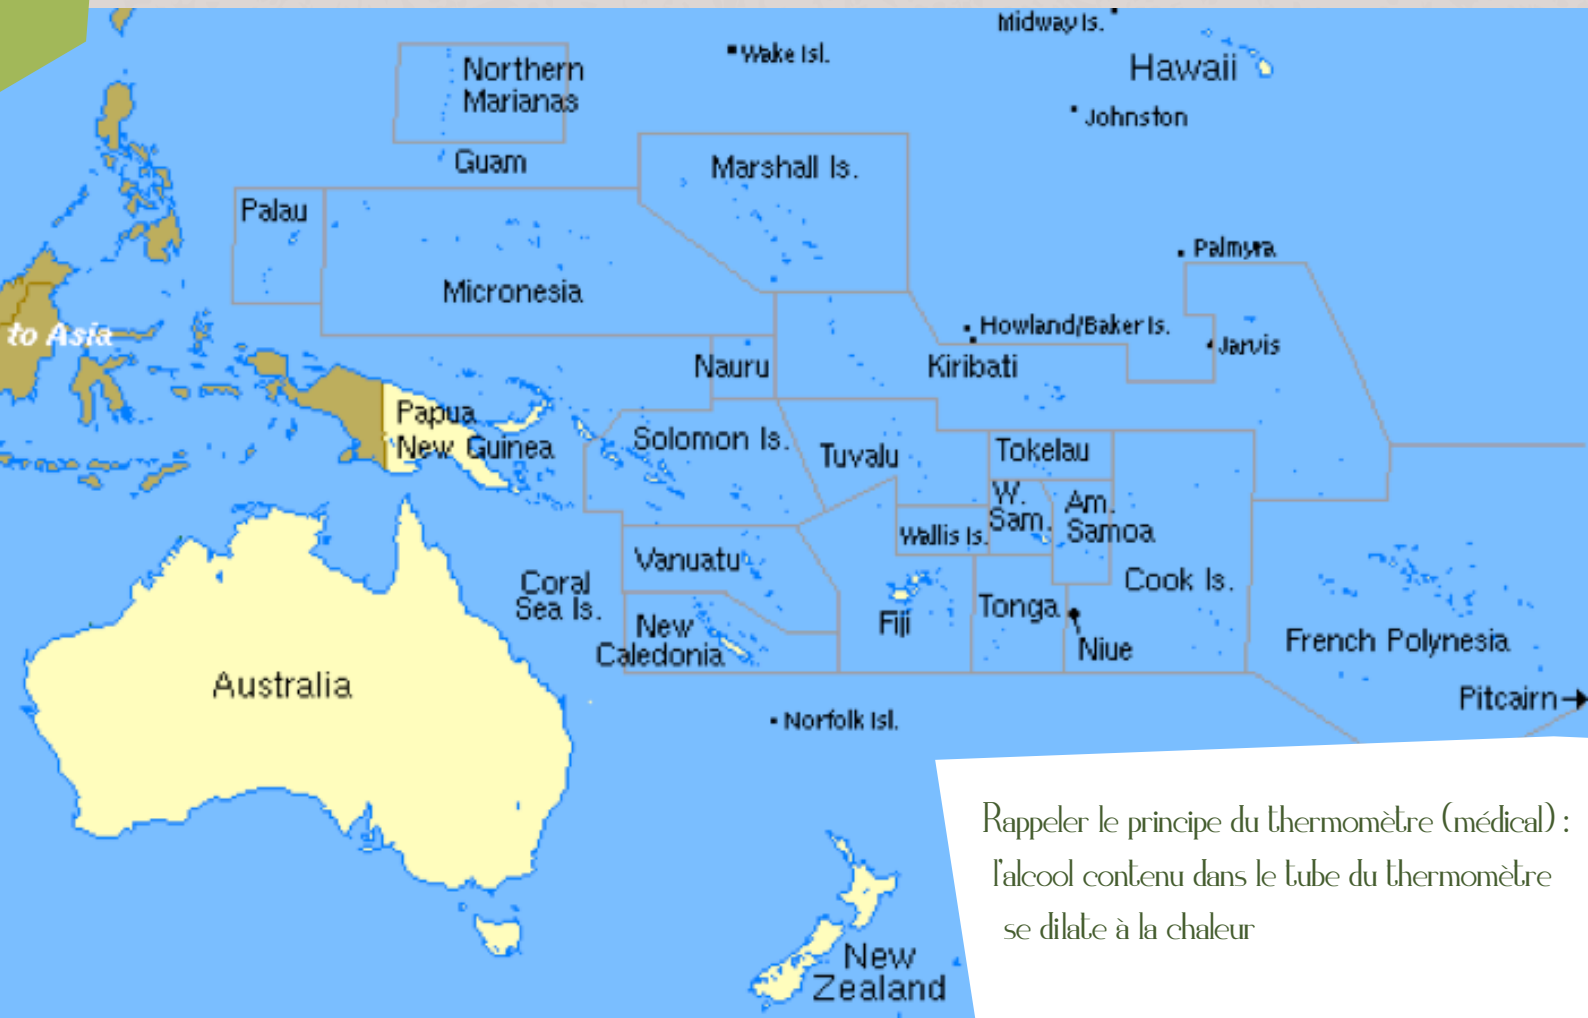 Midway Is.
Wake Isl.
Hawaii
Northern
Marianas
Johnston
Guam
Marshall Is.
Palau
Palmyra
Micronesia
Howland/Baker Is.
to Asia
Jarvis
Nauru
Kiribati
Papua
New Guinea
Solomon Is.
Tuvalu
Tokelau
W.
Sam.
Am.
Samoa
Wallis Is.
Vanuatu
Coral
Sea Is.
Cook Is.
Fiji
Tonga
New
Caledonia
Niue
French Polynesia
Australia
Pitcairn
Norfolk Isl.
New
Zealand
Rappeler le principe du thermomètre (médical) :
l'alcool contenu dans le tube du thermomètre
se dilate à la chaleur